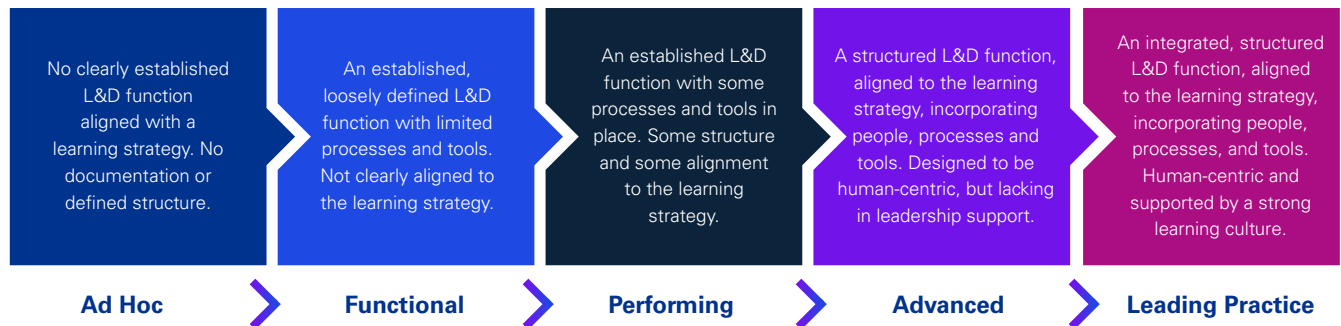 No clearly established
L&D function
aligned with a
learning strategy. No
documentation or
defined structure.
An established,
loosely defined L&D
function with limited
processes and tools.
Not clearly aligned to
the learning strategy.
An established L&D
function with some
processes and tools in
place. Some structure
and some alignment
to the learning
strategy.
A structured L&D function,
aligned to the learning
strategy, incorporating
people, processes and
tools. Designed to be
human-centric, but lacking
in leadership support.
An integrated, structured
L&D function, aligned
to the learning strategy,
incorporating people,
processes, and tools.
Human-centric and
supported by a strong
learning culture.
Ad Hoc
Functional
Performing
Advanced
Leading Practice